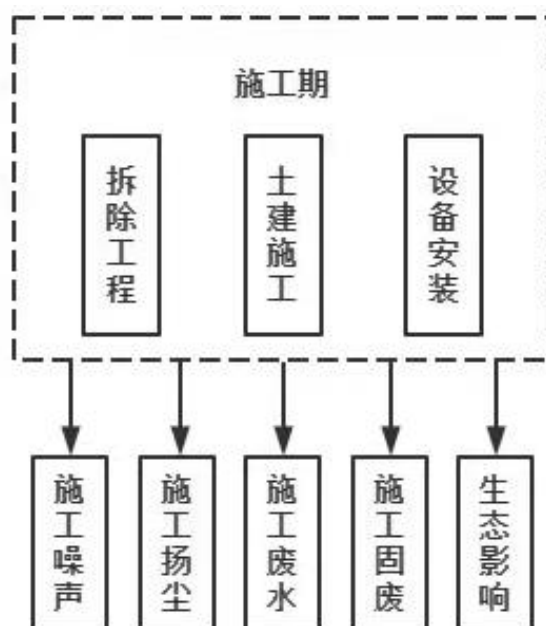 施工期
拆除工程
土建施工
设备安装
施工噪声
施工扬尘
施工废水
施工固废
生态影响